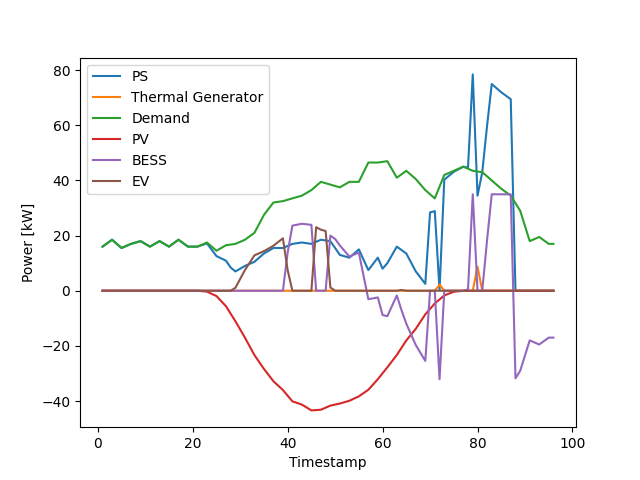 PS
Thermal Generator
Demand
PV
BESS
EV
80
60
40
20
0
−20
−40
Power [kW]
0 20 40 60 80 100
Timestamp